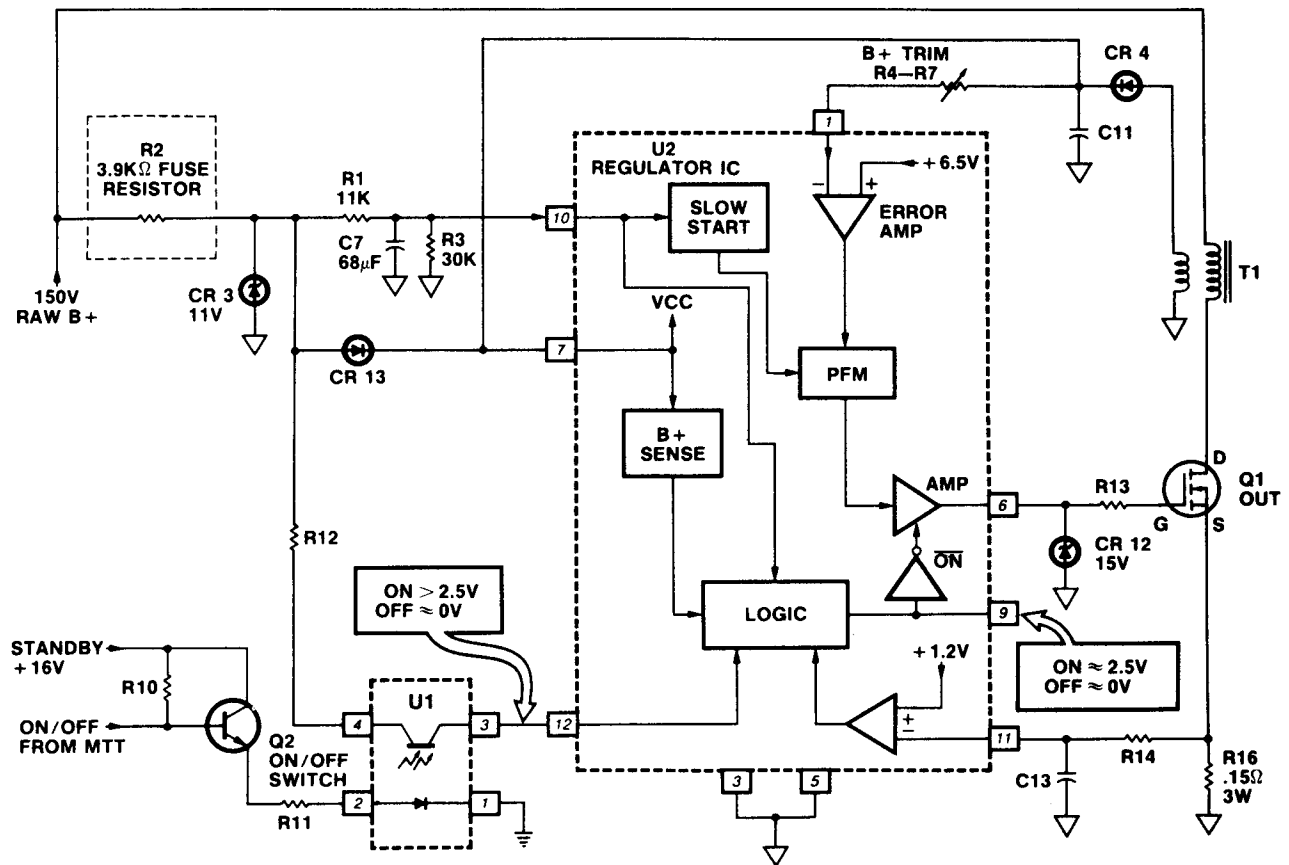 B+ TRIM
R4—R7
CR 4
C11
1
U2
REGULATOR IC
+6.5V
− +
ERROR
AMP
R2
3.9KΩ FUSE
RESISTOR
R1
11K
10
SLOW
START
C7
68μF
R3
30K
T1
150V
RAW B+
CR 3
11V
VCC
7
CR 13
PFM
B+
SENSE
D
Q1
OUT
AMP
6
R13
G
S
R12
CR 12
15V
ON
ON > 2.5V
OFF ≈ 0V
LOGIC
9
STANDBY
+16V
+1.2V
ON ≈ 2.5V
OFF ≈ 0V
R10
U1
4
3
12
+
−
11
ON/OFF
FROM MTT
Q2
ON/OFF
SWITCH
R14
C13
R16
.15Ω
3W
3
5
R11
2
1